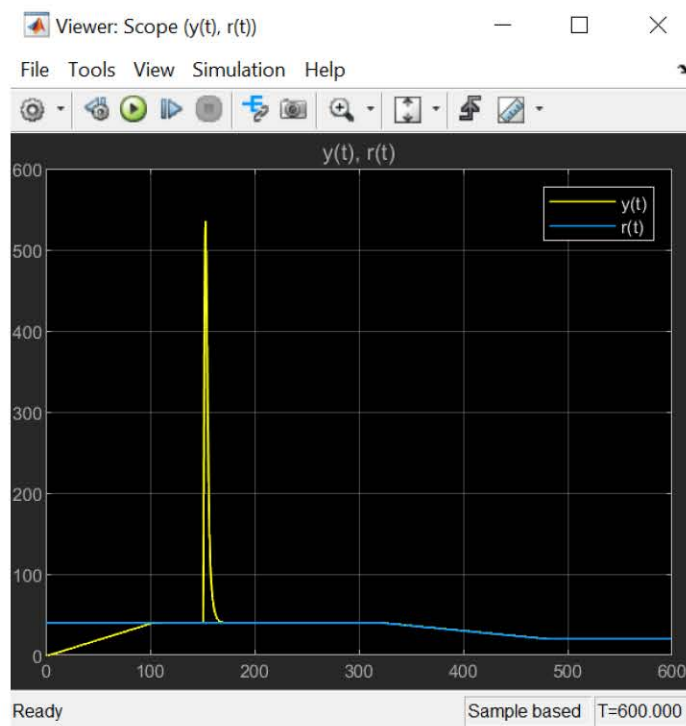 Viewer: Scope (y(t), r(t))
File Tools View Simulation Help
y(t), r(t)
600
y(t)
r(t)
500
400
300
200
100
0
0 100 200 300 400 500 600
Ready Sample based T=600.000